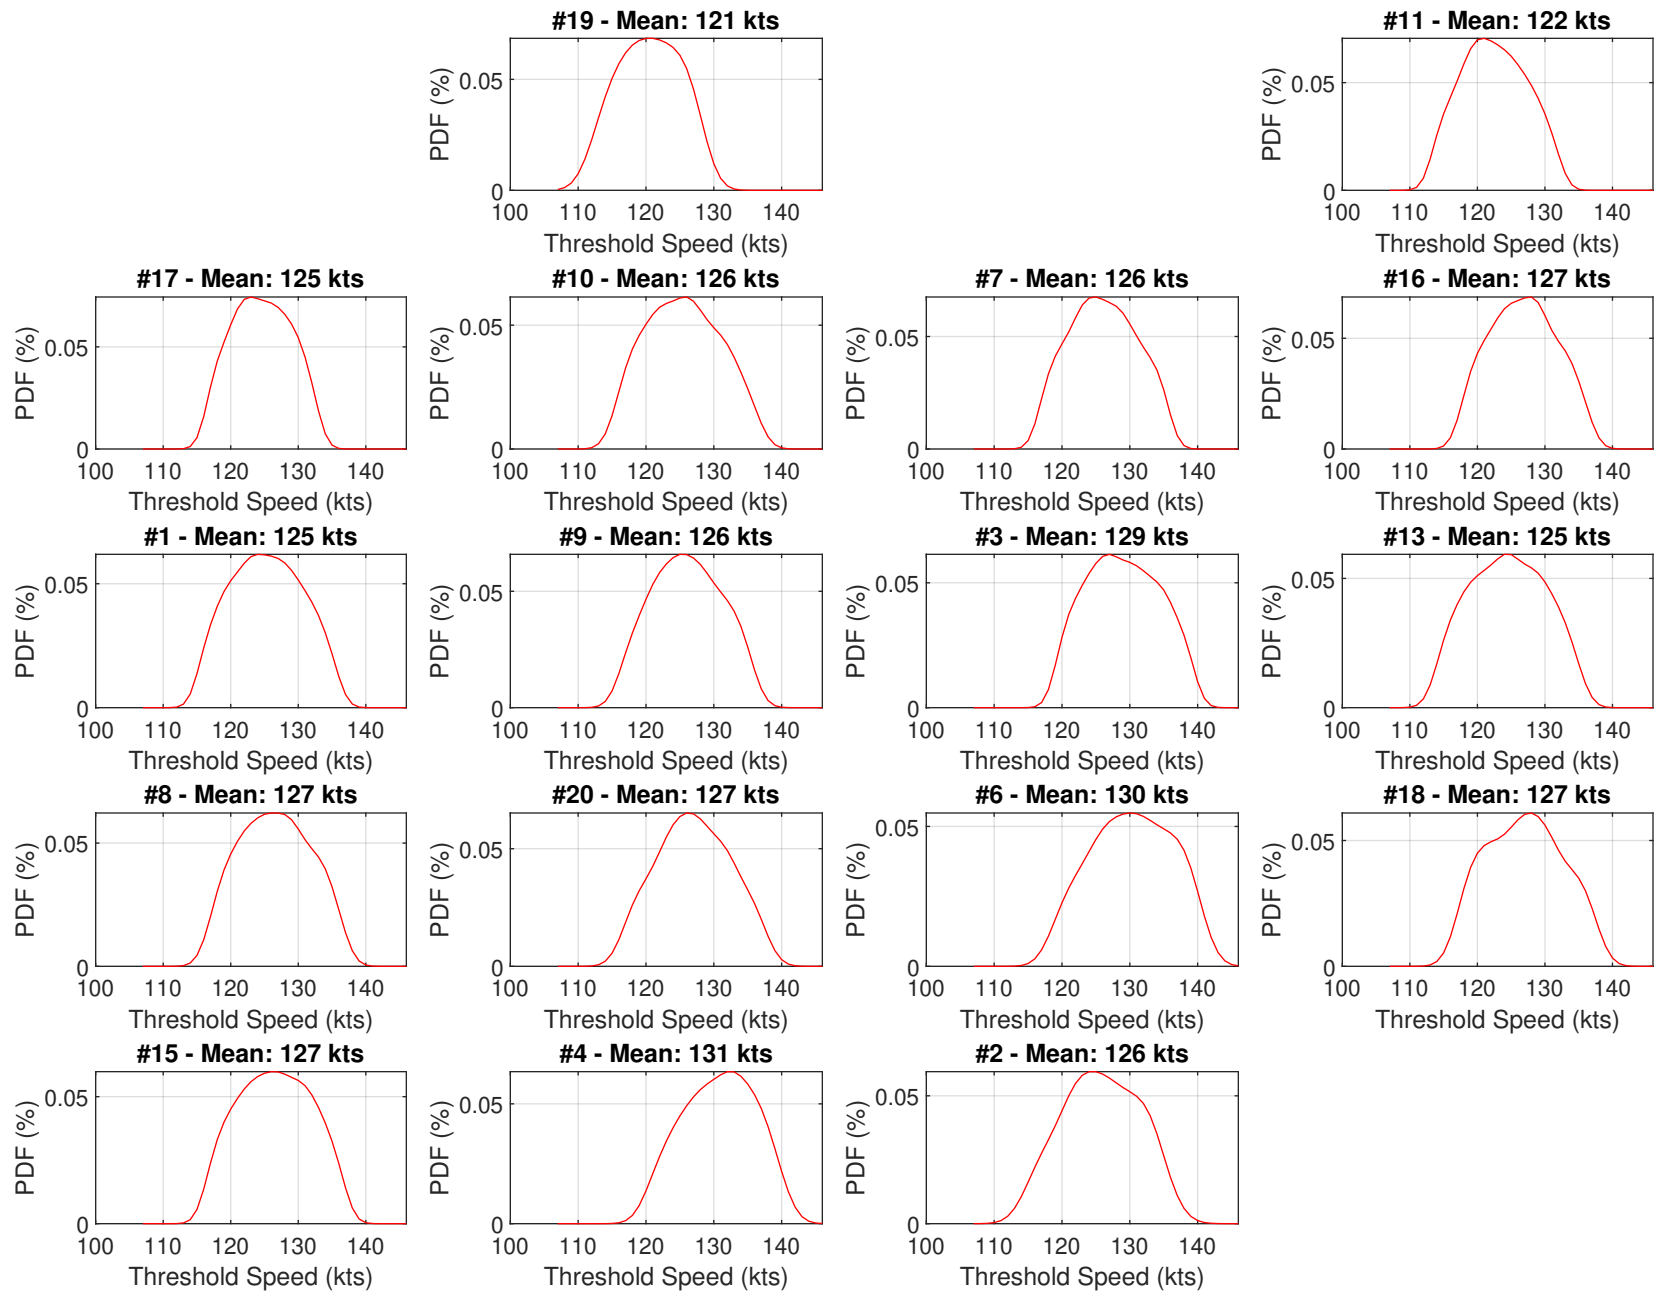 #19 - Mean: 121 kts
PDF (%)
0.05
0
100 110 120 130 140
Threshold Speed (kts)
#11 - Mean: 122 kts
PDF (%)
0.05
0
100 110 120 130 140
Threshold Speed (kts)
#17 - Mean: 125 kts
PDF (%)
0.05
0
100 110 120 130 140
Threshold Speed (kts)
#10 - Mean: 126 kts
PDF (%)
0.05
0
100 110 120 130 140
Threshold Speed (kts)
#7 - Mean: 126 kts
PDF (%)
0.05
0
100 110 120 130 140
Threshold Speed (kts)
#16 - Mean: 127 kts
PDF (%)
0.05
0
100 110 120 130 140
Threshold Speed (kts)
#1 - Mean: 125 kts
PDF (%)
0.05
0
100 110 120 130 140
Threshold Speed (kts)
#9 - Mean: 126 kts
PDF (%)
0.05
0
100 110 120 130 140
Threshold Speed (kts)
#3 - Mean: 129 kts
PDF (%)
0.05
0
100 110 120 130 140
Threshold Speed (kts)
#13 - Mean: 125 kts
PDF (%)
0.05
0
100 110 120 130 140
Threshold Speed (kts)
#8 - Mean: 127 kts
PDF (%)
0.05
0
100 110 120 130 140
Threshold Speed (kts)
#20 - Mean: 127 kts
PDF (%)
0.05
0
100 110 120 130 140
Threshold Speed (kts)
#6 - Mean: 130 kts
PDF (%)
0.05
0
100 110 120 130 140
Threshold Speed (kts)
#18 - Mean: 127 kts
PDF (%)
0.05
0
100 110 120 130 140
Threshold Speed (kts)
#15 - Mean: 127 kts
PDF (%)
0.05
0
100 110 120 130 140
Threshold Speed (kts)
#4 - Mean: 131 kts
PDF (%)
0.05
0
100 110 120 130 140
Threshold Speed (kts)
#2 - Mean: 126 kts
PDF (%)
0.05
0
100 110 120 130 140
Threshold Speed (kts)